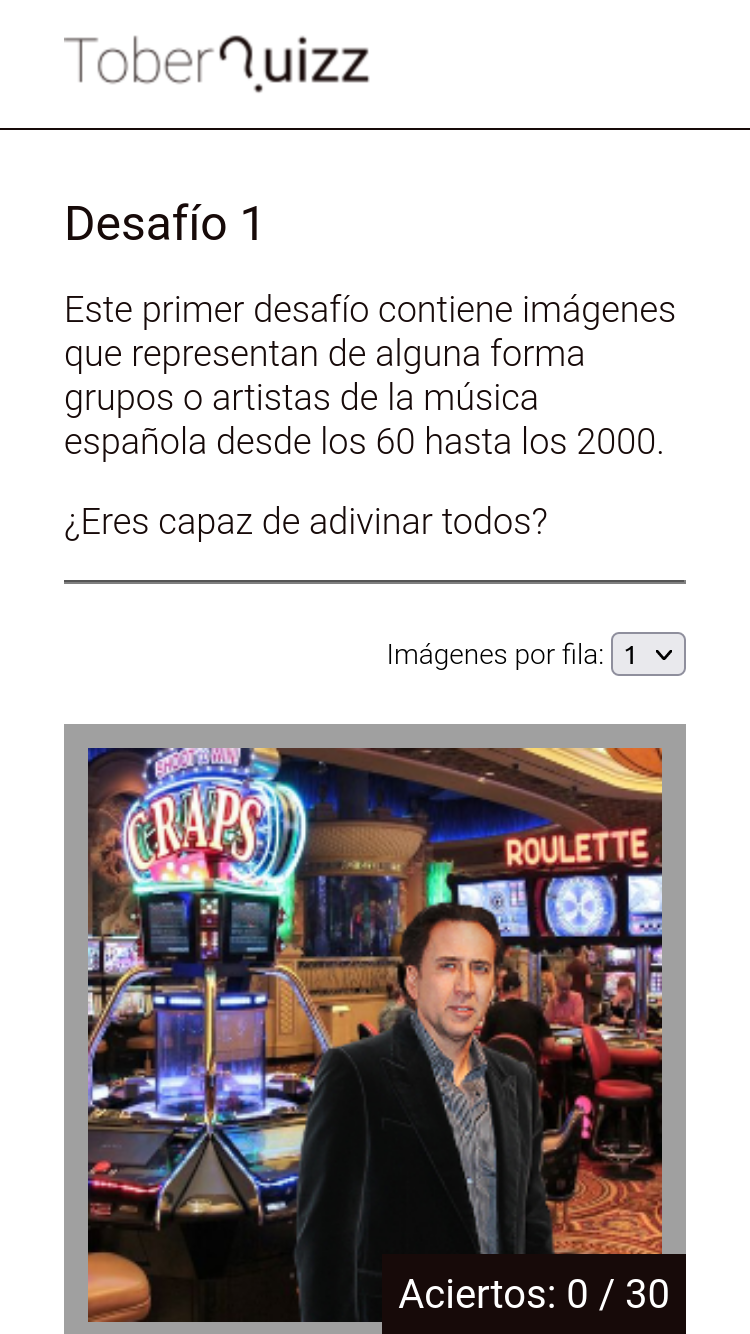 Tober?uizz
Desafío 1
Este primer desafío contiene imágenes
que representan de alguna forma
grupos o artistas de la música
española desde los 60 hasta los 2000.
¿Eres capaz de adivinar todos?
Imágenes por fila: 1
SHOOT TO WIN!
CRAPS
ROULETTE
Aciertos: 0 / 30